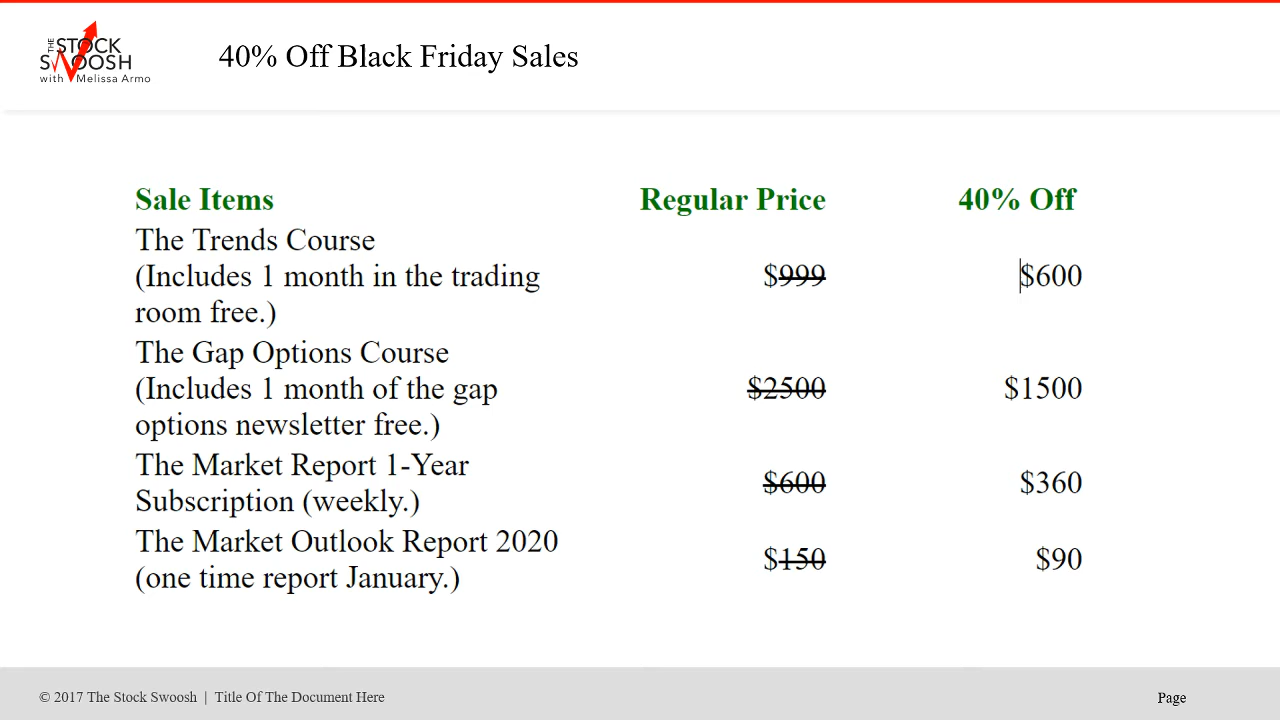 THE STOCK
SWOOSH
with Melissa Armo
40% Off Black Friday Sales
Sale Items Regular Price 40% Off
The Trends Course
(Includes 1 month in the trading $999 $600
room free.)
The Gap Options Course
(Includes 1 month of the gap $2500 $1500
options newsletter free.)
The Market Report 1-Year
Subscription (weekly.) $600 $360
The Market Outlook Report 2020
(one time report January.) $150 $90
© 2017 The Stock Swoosh | Title Of The Document Here Page